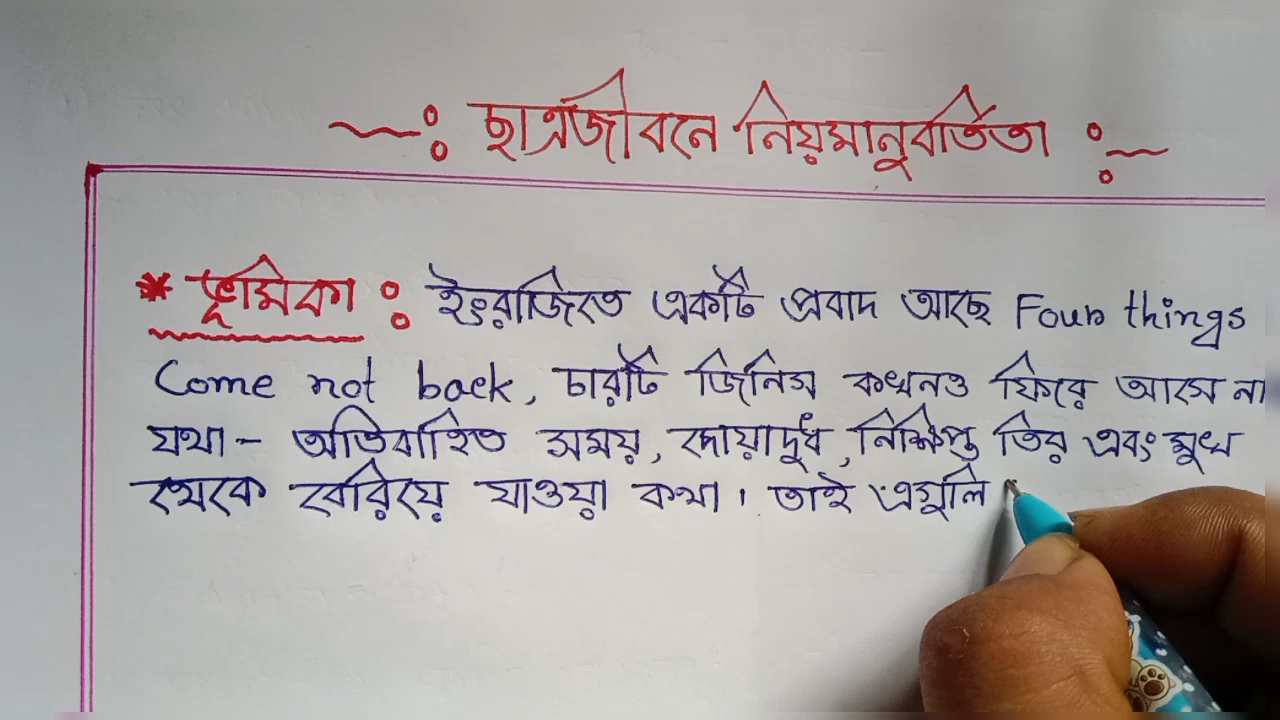 ~: ছাত্রজীবনে নিয়মানুবর্তিতা :~
* ভূমিকা : ইংরাজিতে একটি প্রবাদ আছে Four things
Come not back, চারটি জিনিস কখনও ফিরে আসে না
যথা - অতিবাহিত সময়, দোয়াদুধ, নিক্ষিপ্ত তির এবং মুখ
থেকে বেরিয়ে যাওয়া কথা। তাই এগুলি